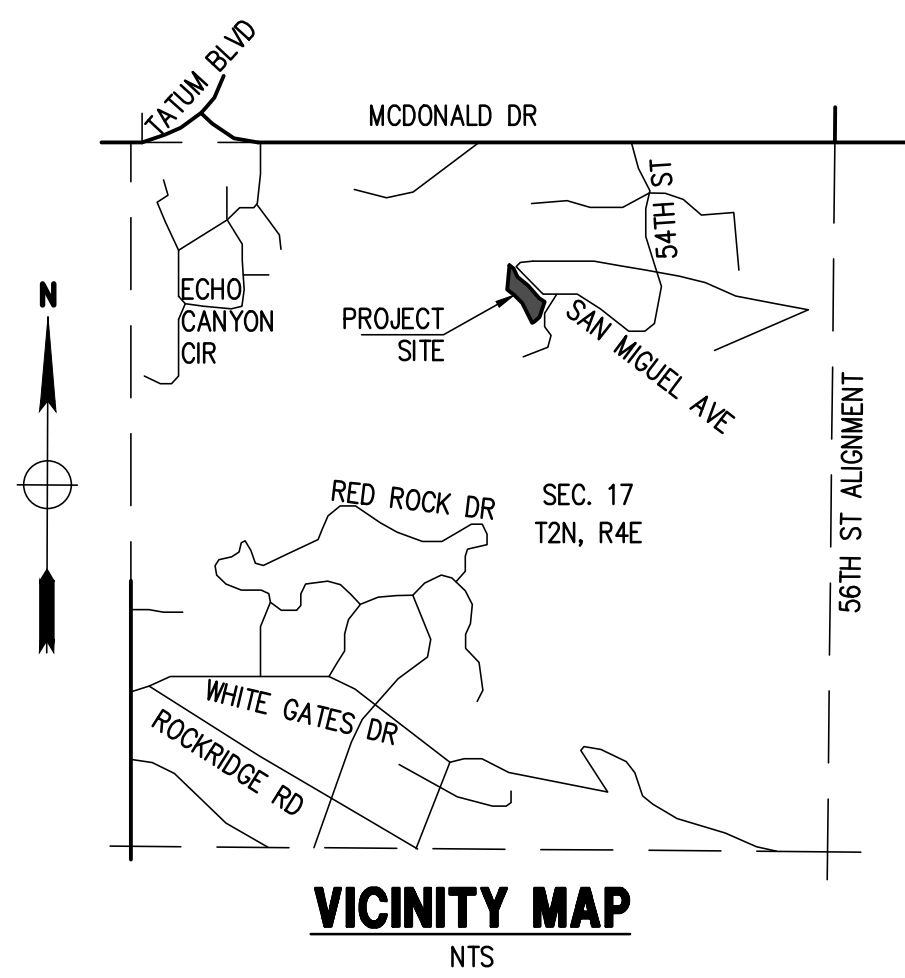 TATUM BLVD
MCDONALD DR
54TH ST
N
ECHO
CANYON
CIR
PROJECT
SITE
SAN MIGUEL AVE
56TH ST ALIGNMENT
RED ROCK DR
SEC. 17
T2N, R4E
WHITE GATES DR
ROCKRIDGE RD
VICINITY MAP
NTS